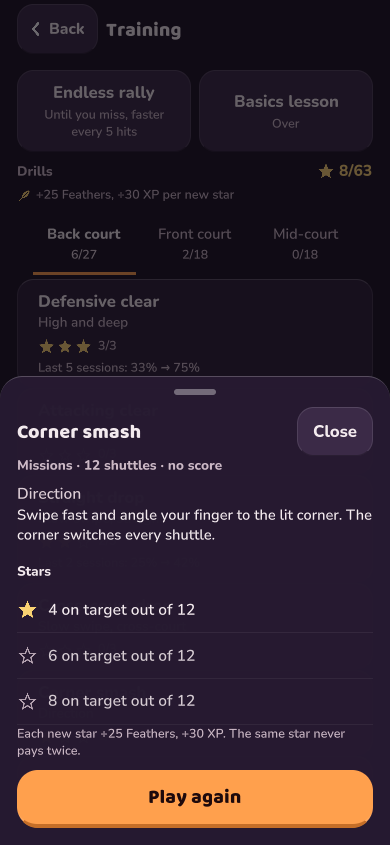 Back
Training
Endless rally
Until you miss, faster
every 5 hits
Basics lesson
Over
Drills
8/63
+25 Feathers, +30 XP per new star
Back court
6/27
Front court
2/18
Mid-court
0/18
Defensive clear
High and deep
3/3
Last 5 sessions: 33% → 75%
Corner smash
Close
Missions · 12 shuttles · no score
Direction
Swipe fast and angle your finger to the lit corner. The
corner switches every shuttle.
Stars
4 on target out of 12
6 on target out of 12
8 on target out of 12
Each new star +25 Feathers, +30 XP. The same star never
pays twice.
Play again